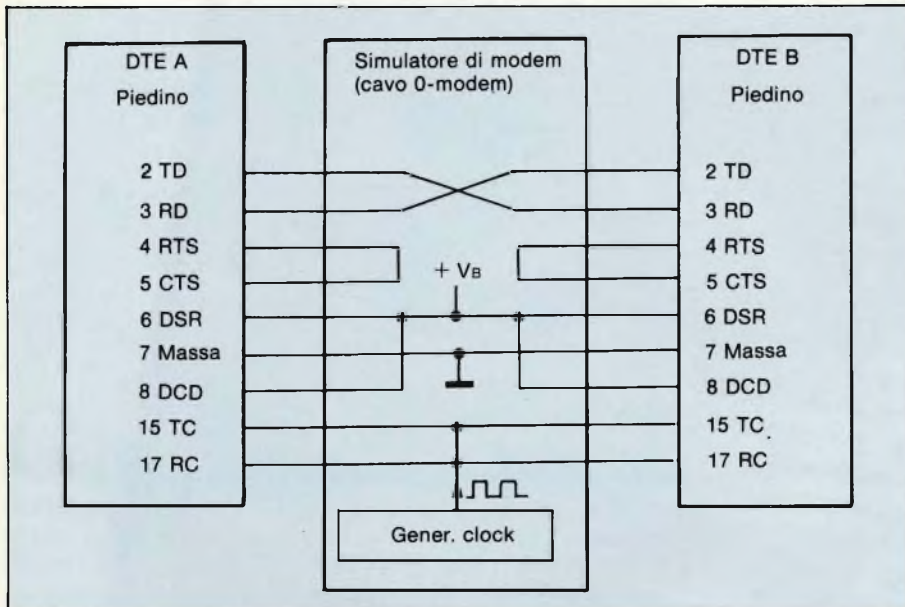 DTE A
Piedino
2 TD
3 RD
4 RTS
5 CTS
6 DSR
7 Massa
8 DCD
15 TC
17 RC
Simulatore di modem
(cavo 0-modem)
+ VB
Gener. clock
DTE B
Piedino
2 TD
3 RD
4 RTS
5 CTS
6 DSR
7 Massa
8 DCD
15 TC
17 RC